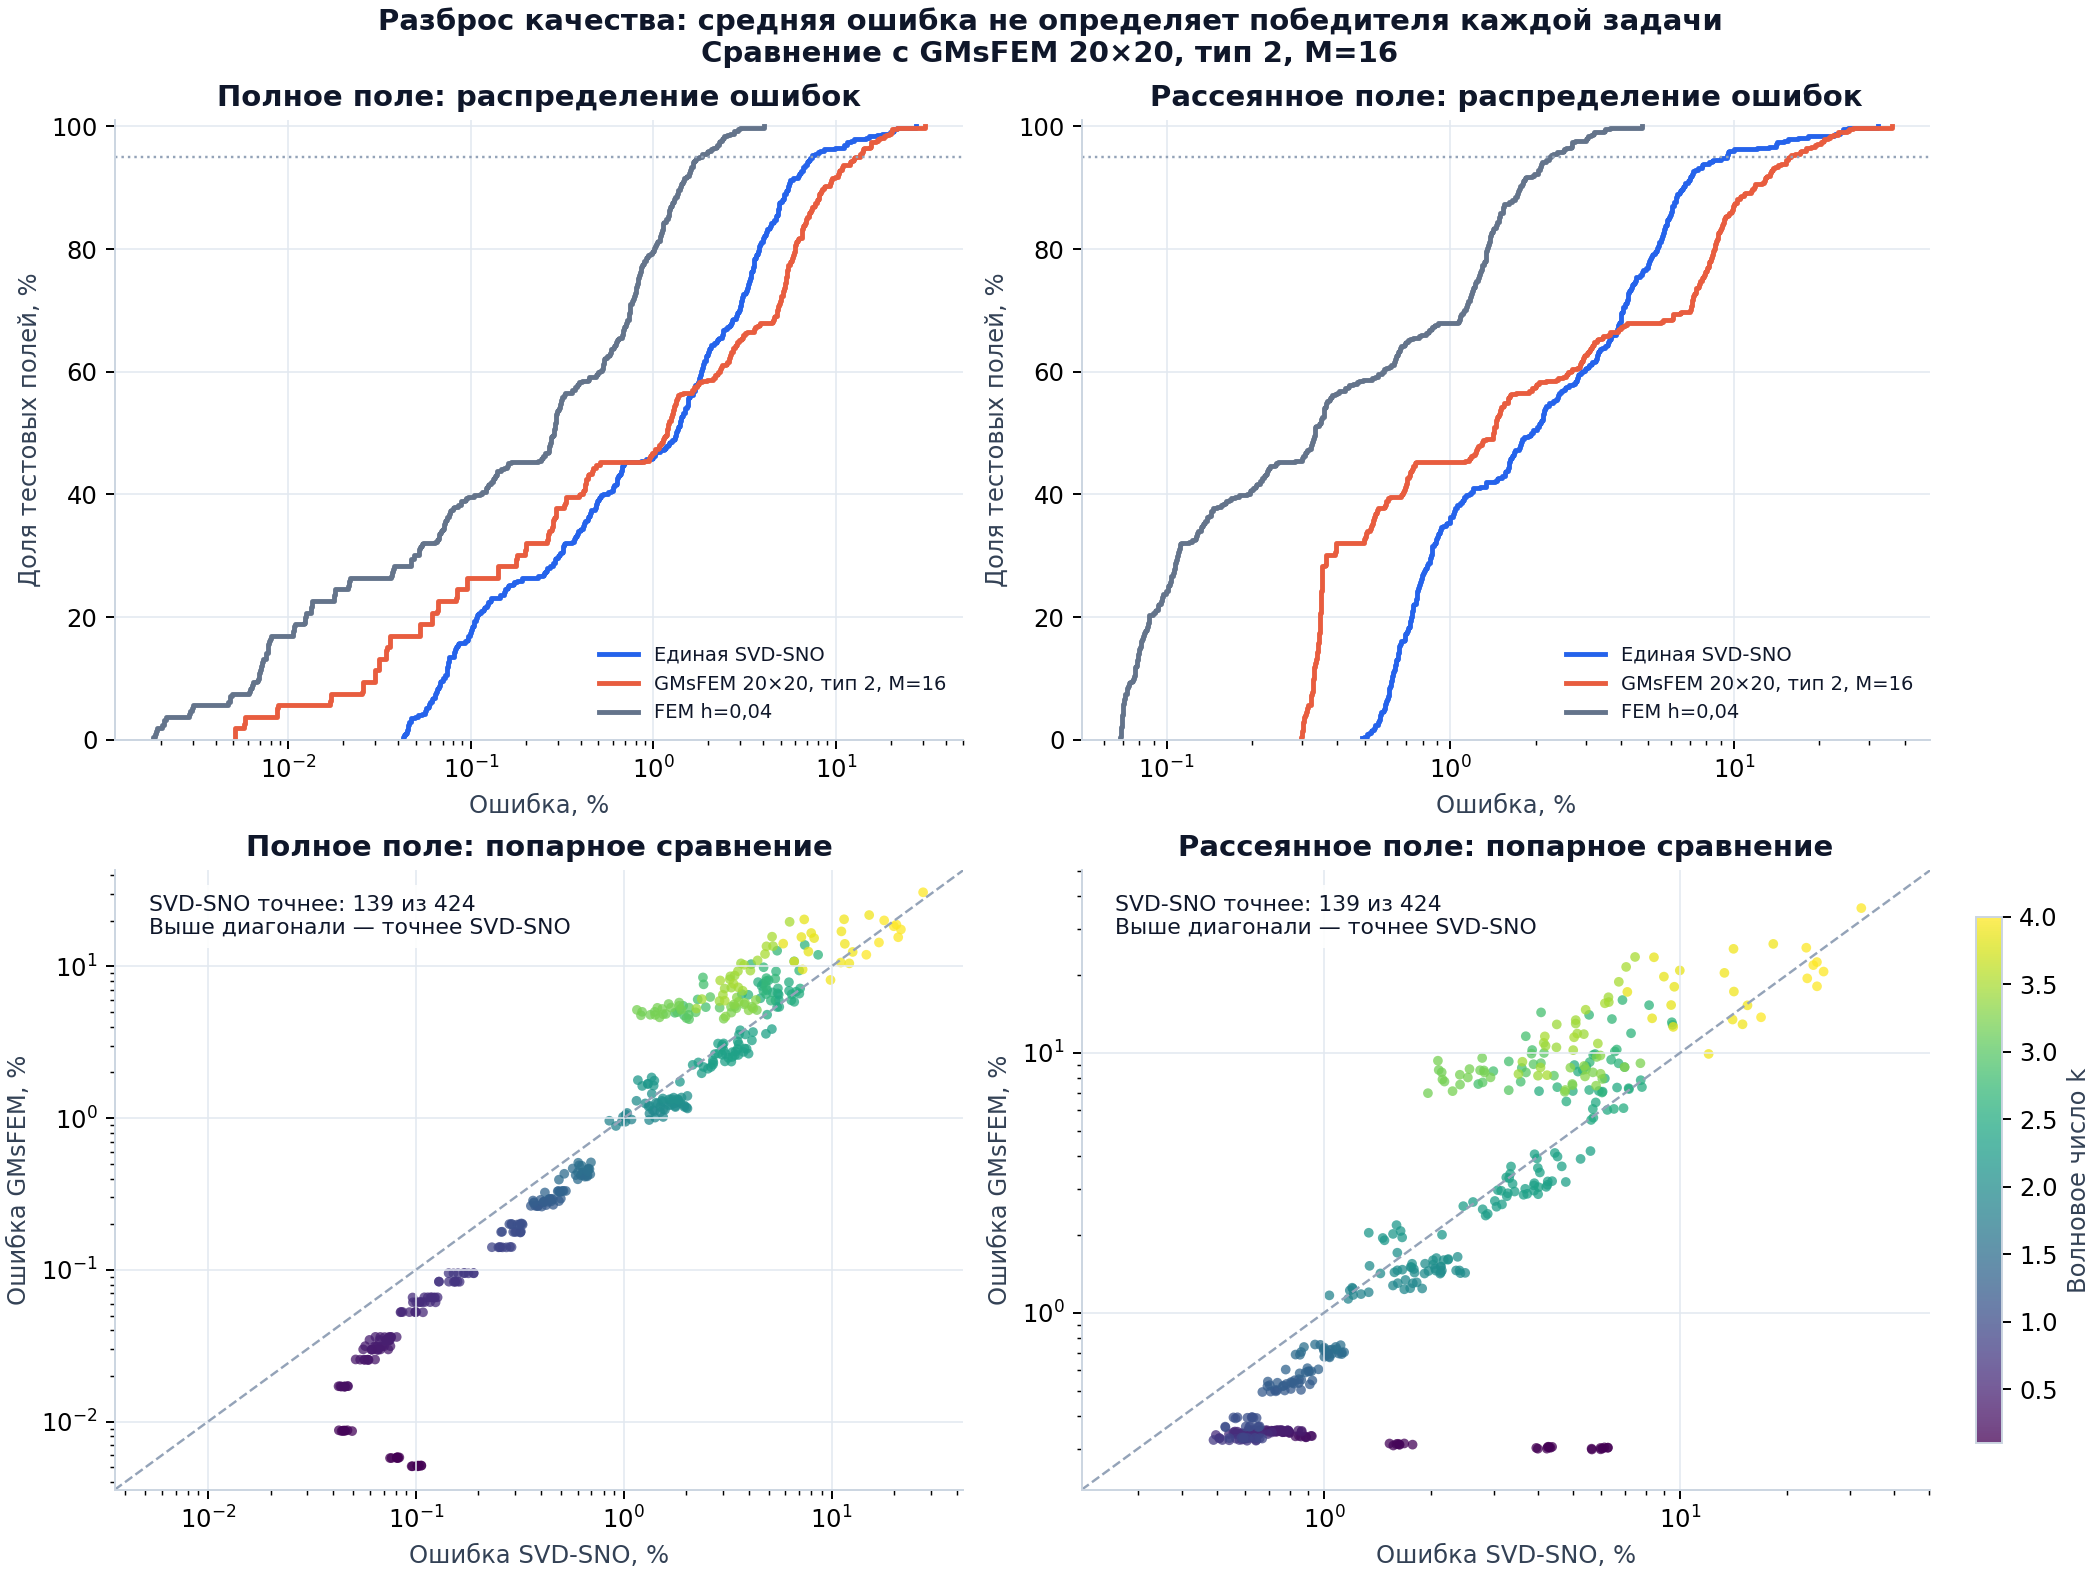 Разброс качества: средняя ошибка не определяет победителя каждой задачи
Сравнение с GMsFEM 20×20, тип 2, M=16
Полное поле: распределение ошибок
100
80
60
40
20
0
Доля тестовых полей, %
Единая SVD-SNO
GMsFEM 20×20, тип 2, M=16
FEM h=0,04
10⁻²
10⁻¹
10⁰
10¹
Ошибка, %
Рассеянное поле: распределение ошибок
100
80
60
40
20
0
Доля тестовых полей, %
Единая SVD-SNO
GMsFEM 20×20, тип 2, M=16
FEM h=0,04
10⁻¹
10⁰
10¹
Ошибка, %
Полное поле: попарное сравнение
SVD-SNO точнее: 139 из 424
Выше диагонали — точнее SVD-SNO
10¹
10⁰
10⁻¹
10⁻²
Ошибка GMsFEM, %
10⁻²
10⁻¹
10⁰
10¹
Ошибка SVD-SNO, %
Рассеянное поле: попарное сравнение
SVD-SNO точнее: 139 из 424
Выше диагонали — точнее SVD-SNO
10¹
10⁰
Ошибка GMsFEM, %
10⁰
10¹
Ошибка SVD-SNO, %
4.0
3.5
3.0
2.5
2.0
1.5
1.0
0.5
Волновое число k